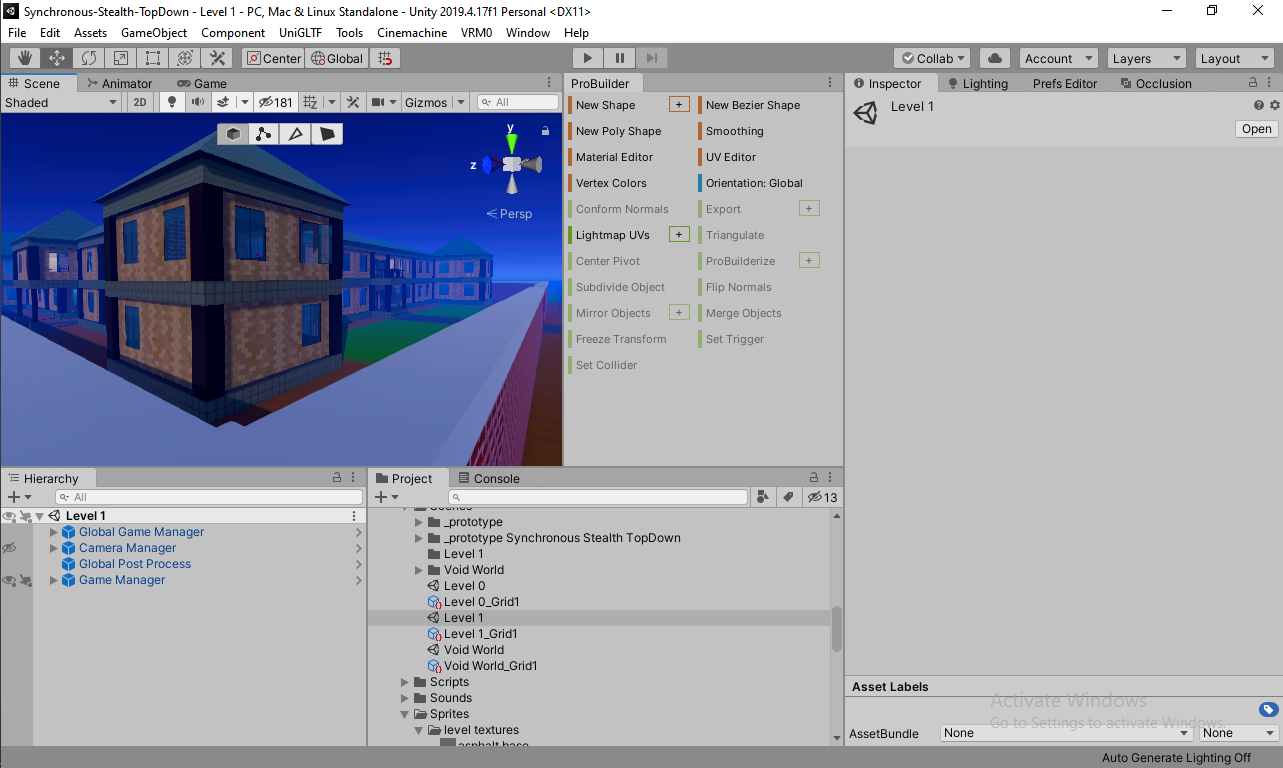 Synchronous-Stealth-TopDown - Level 1 - PC, Mac & Linux Standalone - Unity 2019.4.17f1 Personal <DX11>
File Edit Assets GameObject Component UniGLTF Tools Cinemachine VRM0 Window Help
Center Global Collab Account Layers Layout
Scene Animator Game
Shaded 2D 181 Gizmos All
y
z
Persp
ProBuilder
New Shape + New Bezier Shape
New Poly Shape Smoothing
Material Editor UV Editor
Vertex Colors Orientation: Global
Conform Normals Export +
Lightmap UVs + Triangulate
Center Pivot ProBuilderize +
Subdivide Object Flip Normals
Mirror Objects + Merge Objects
Freeze Transform Set Trigger
Set Collider
Inspector Lighting Prefs Editor Occlusion
Level 1
Open
Hierarchy
All
Level 1
Global Game Manager
Camera Manager
Global Post Process
Game Manager
Project Console
13
Scenes
_prototype
_prototype Synchronous Stealth TopDown
Level 1
Void World
Level 0
Level 0_Grid1
Level 1
Level 1_Grid1
Void World
Void World_Grid1
Scripts
Sounds
Sprites
level textures
asphalt base
Asset Labels
Activate Windows
Go to Settings to activate Windows.
AssetBundle None None
Auto Generate Lighting Off